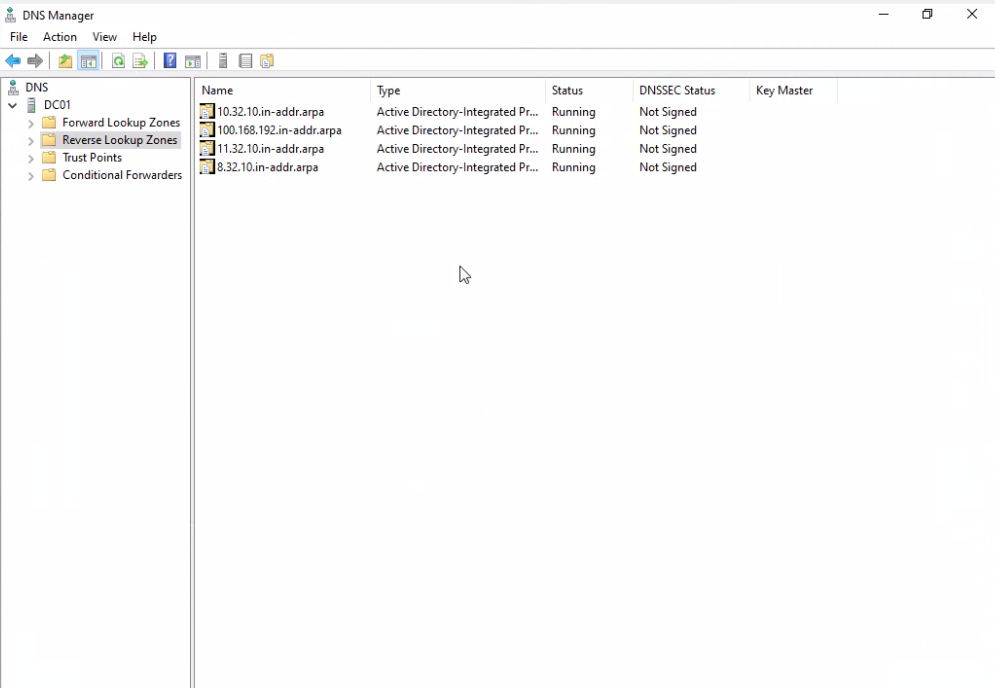 DNS Manager
File Action View Help
DNS
DC01
Forward Lookup Zones
Reverse Lookup Zones
Trust Points
Conditional Forwarders
Name Type Status DNSSEC Status Key Master
10.32.10.in-addr.arpa Active Directory-Integrated Pr... Running Not Signed
100.168.192.in-addr.arpa Active Directory-Integrated Pr... Running Not Signed
11.32.10.in-addr.arpa Active Directory-Integrated Pr... Running Not Signed
8.32.10.in-addr.arpa Active Directory-Integrated Pr... Running Not Signed